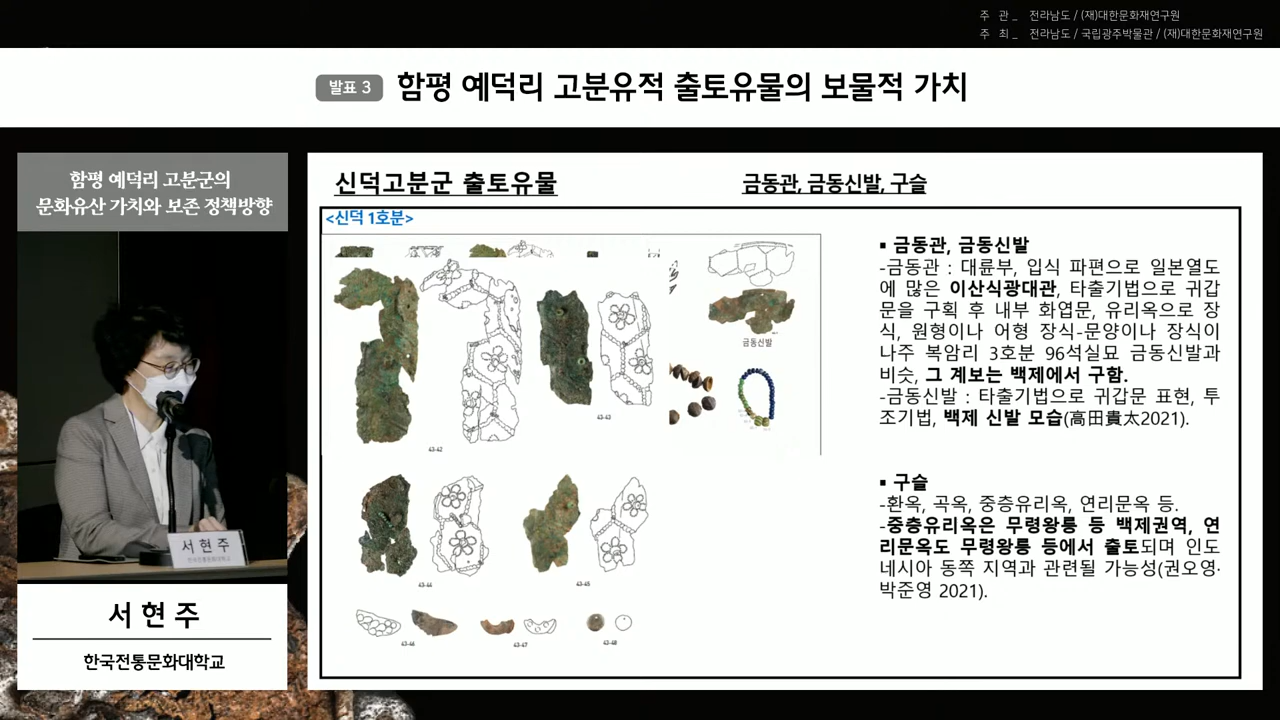 주 관 _ 전라남도 / (재)대한문화재연구원
주 최 _ 전라남도 / 국립광주박물관 / (재)대한문화재연구원
발표 3 함평 예덕리 고분유적 출토유물의 보물적 가치
함평 예덕리 고분군의
문화유산 가치와 보존 정책방향
서 현 주
서 현 주
한국전통문화대학교
신덕고분군 출토유물
금동관, 금동신발, 구슬
<신덕 1호분>
금동신발
43-42
43-43
43-44
43-45
43-46
43-47
43-48
▪ 금동관, 금동신발
-금동관 : 대륜부, 입식 파편으로 일본열도
에 많은 이산식광대관, 타출기법으로 귀갑
문을 구획 후 내부 화엽문, 유리옥으로 장
식, 원형이나 어형 장식-문양이나 장식이
나주 복암리 3호분 96석실묘 금동신발과
비슷, 그 계보는 백제에서 구함.
-금동신발 : 타출기법으로 귀갑문 표현, 투
조기법, 백제 신발 모습(高田貴太2021).
▪ 구슬
-환옥, 곡옥, 중층유리옥, 연리문옥 등.
-중층유리옥은 무령왕릉 등 백제권역, 연
리문옥도 무령왕릉 등에서 출토되며 인도
네시아 동쪽 지역과 관련될 가능성(권오영·
박준영 2021).